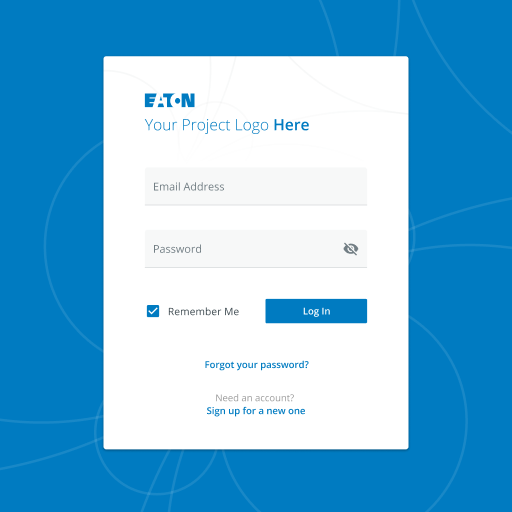 EATON
Your Project Logo Here
Email Address
Password
Remember Me
Log In
Forgot your password?
Need an account?
Sign up for a new one